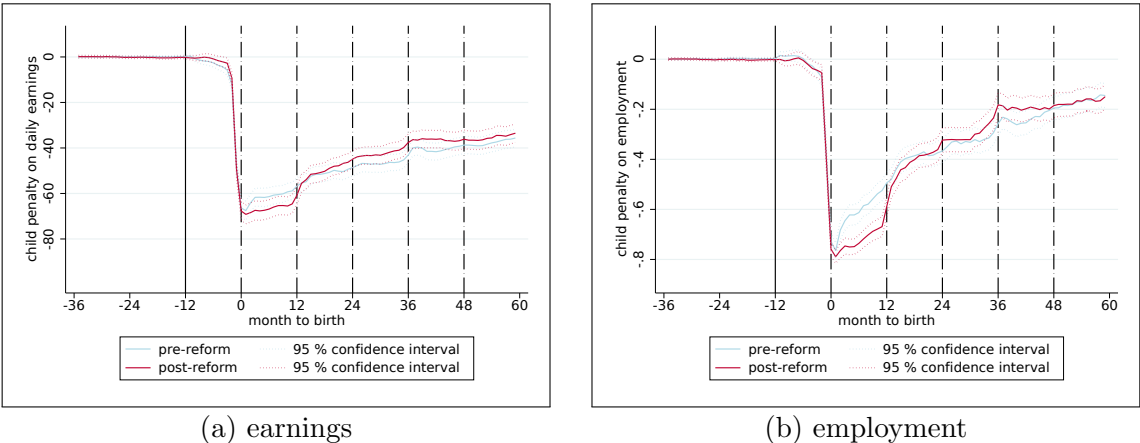 0
-20
-40
-60
-80
child penalty on daily earnings
-36 -24 -12 0 12 24 36 48 60
month to birth
pre-reform 95 % confidence interval
post-reform 95 % confidence interval
(a) earnings
0
-.2
-.4
-.6
-.8
child penalty on employment
-36 -24 -12 0 12 24 36 48 60
month to birth
pre-reform 95 % confidence interval
post-reform 95 % confidence interval
(b) employment